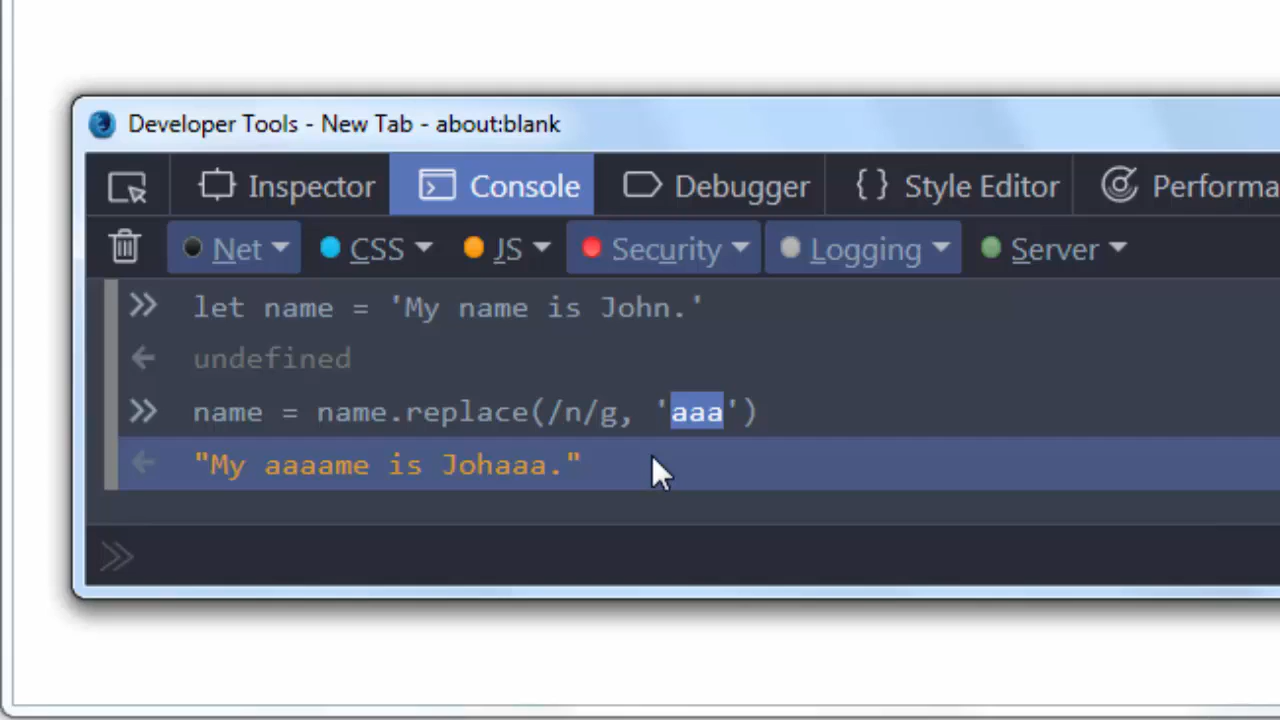 Developer Tools - New Tab - about:blank
Inspector Console Debugger { } Style Editor Performa
Net CSS JS Security Logging Server
let name = 'My name is John.'
undefined
name = name.replace(/n/g, 'aaa')
"My aaaame is Johaaa."